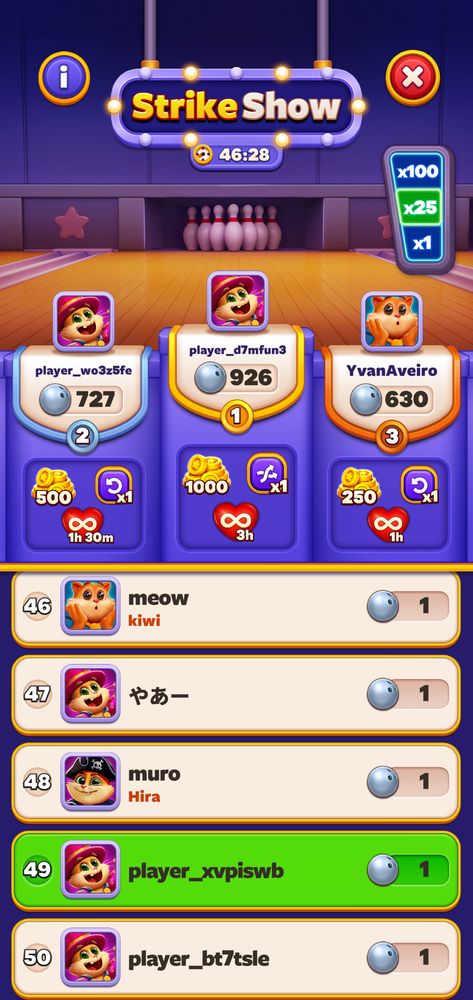 i
Strike Show
46:28
x100
x25
x1
player_wo3z5fe
727
2
500
x1
1h 30m
player_d7mfun3
926
1
1000
x1
3h
YvanAveiro
630
3
250
x1
1h
46
meow
kiwi
1
47
やあー
1
48
muro
Hira
1
49
player_xvpiswb
1
50
player_bt7tsle
1